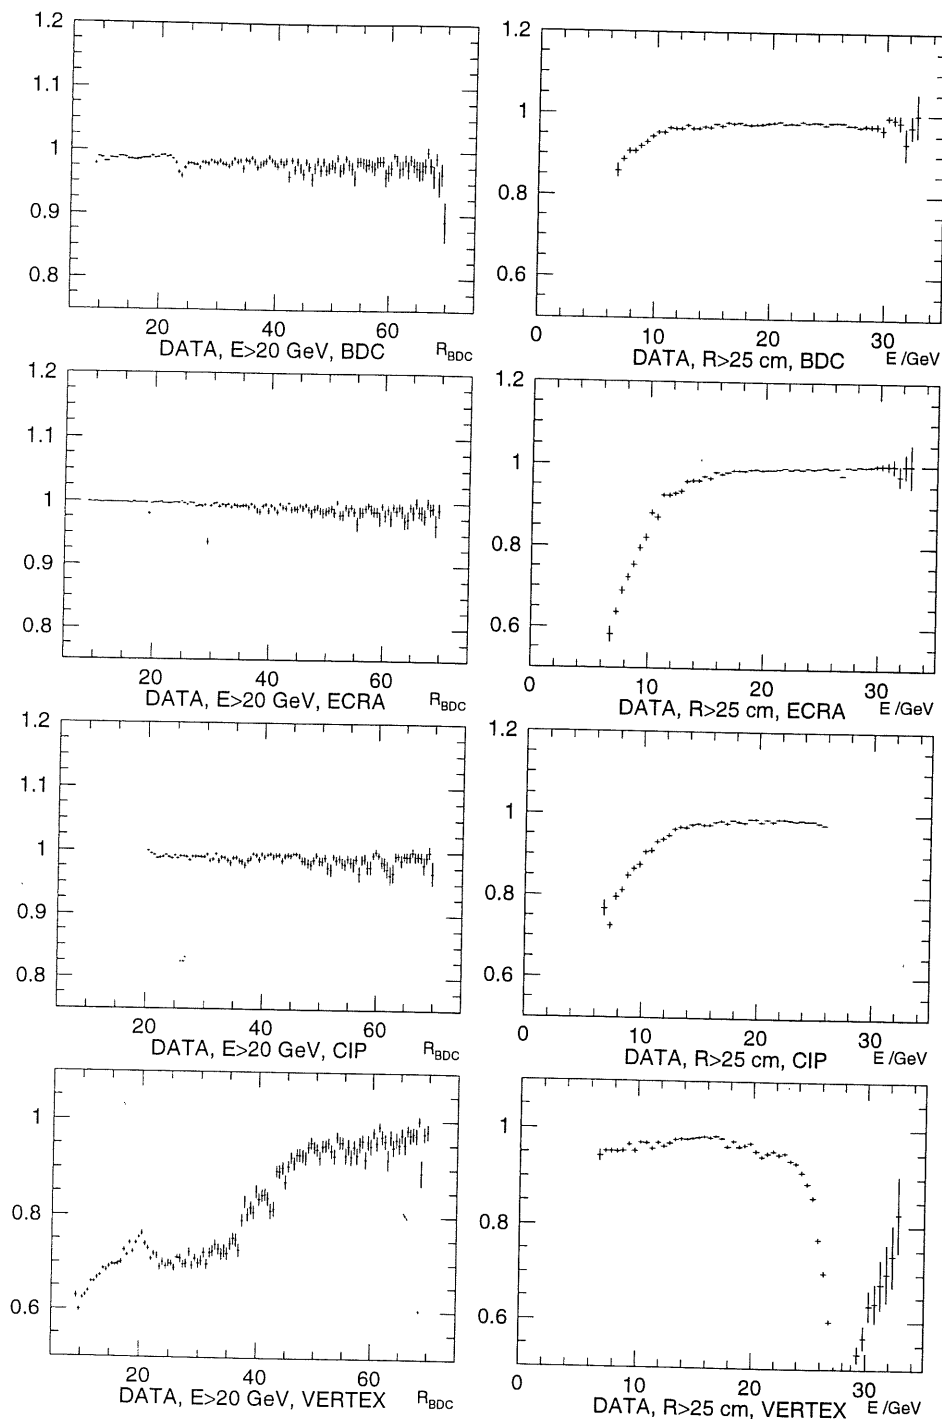 1.2
1.1
1
0.9
0.8
20 40 60
DATA, E>20 GeV, BDC R_BDC
1.2
1
0.8
0.6
0 10 20 30
DATA, R>25 cm, BDC E /GeV
1.2
1.1
1
0.9
0.8
20 40 60
DATA, E>20 GeV, ECRA R_BDC
1.2
1
0.8
0.6
0 10 20 30
DATA, R>25 cm, ECRA E /GeV
1.2
1.1
1
0.9
0.8
20 40 60
DATA, E>20 GeV, CIP R_BDC
1.2
1
0.8
0.6
0 10 20 30
DATA, R>25 cm, CIP E /GeV
1
0.8
0.6
20 40 60
DATA, E>20 GeV, VERTEX R_BDC
1
0.8
0.6
0 10 20 30
DATA, R>25 cm, VERTEX E /GeV